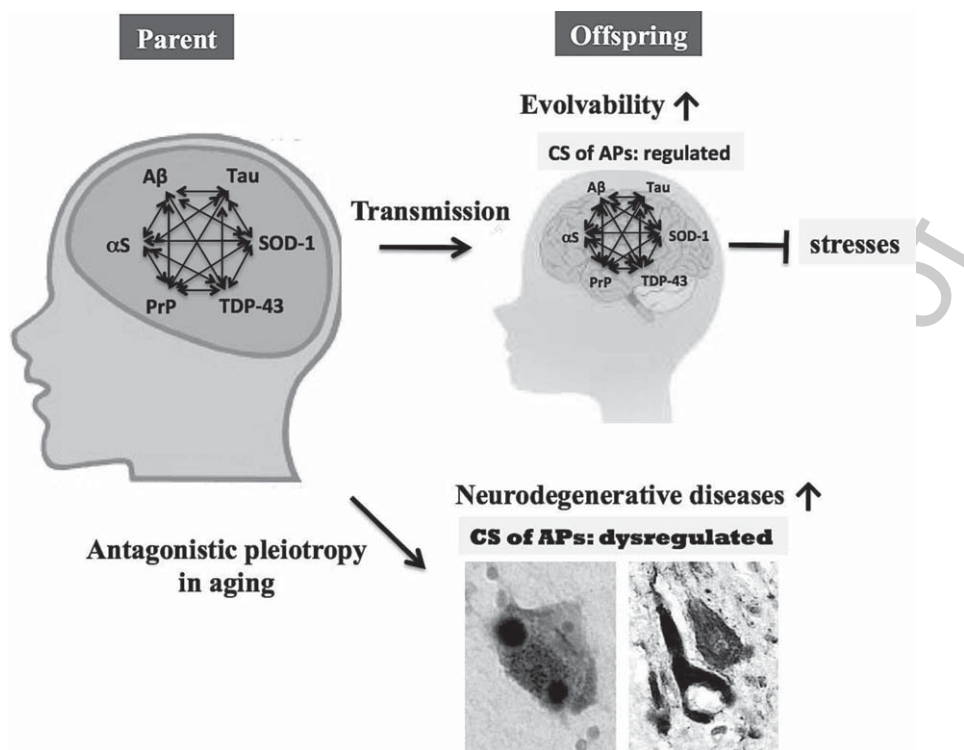 Parent
Offspring
Evolvability ↑
CS of APs: regulated
Aβ
Tau
αS
SOD-1
PrP
TDP-43
Transmission
Aβ
Tau
αS
SOD-1
PrP
TDP-43
stresses
Antagonistic pleiotropy
in aging
Neurodegenerative diseases ↑
CS of APs: dysregulated